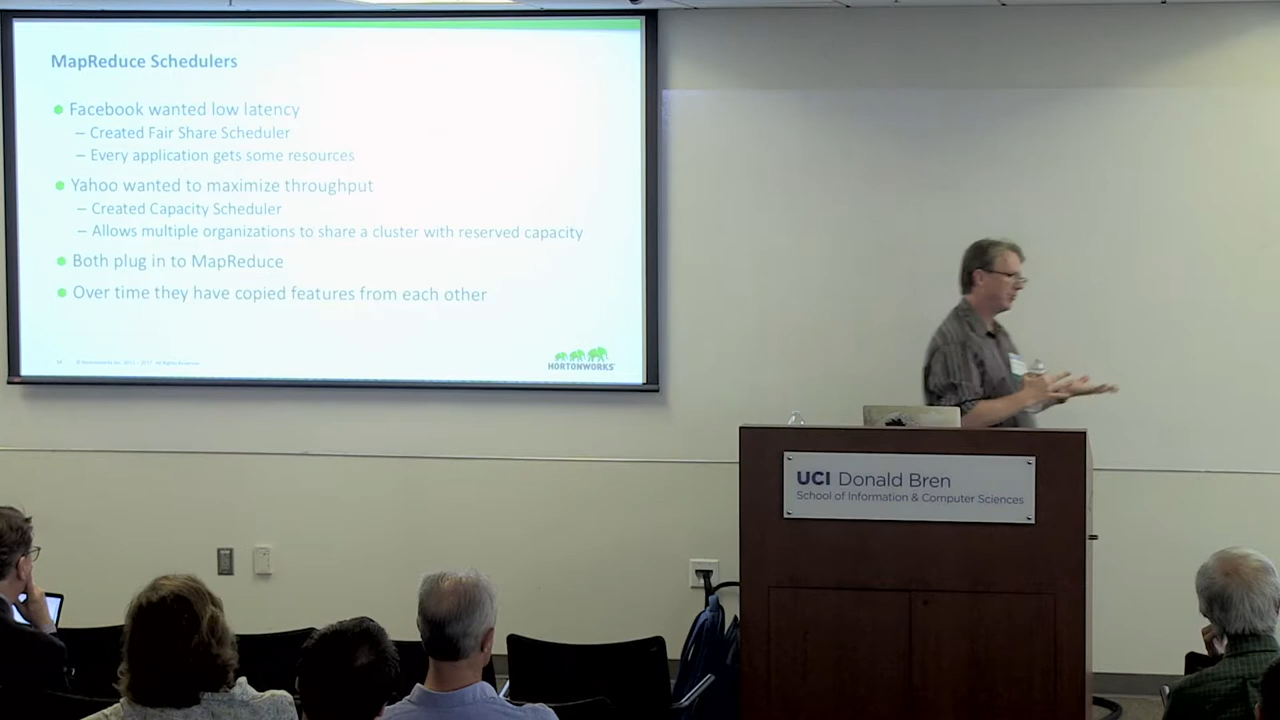 MapReduce Schedulers
Facebook wanted low latency
– Created Fair Share Scheduler
– Every application gets some resources
Yahoo wanted to maximize throughput
– Created Capacity Scheduler
– Allows multiple organizations to share a cluster with reserved capacity
Both plug in to MapReduce
Over time they have copied features from each other
HORTONWORKS
UCI Donald Bren
School of Information & Computer Sciences